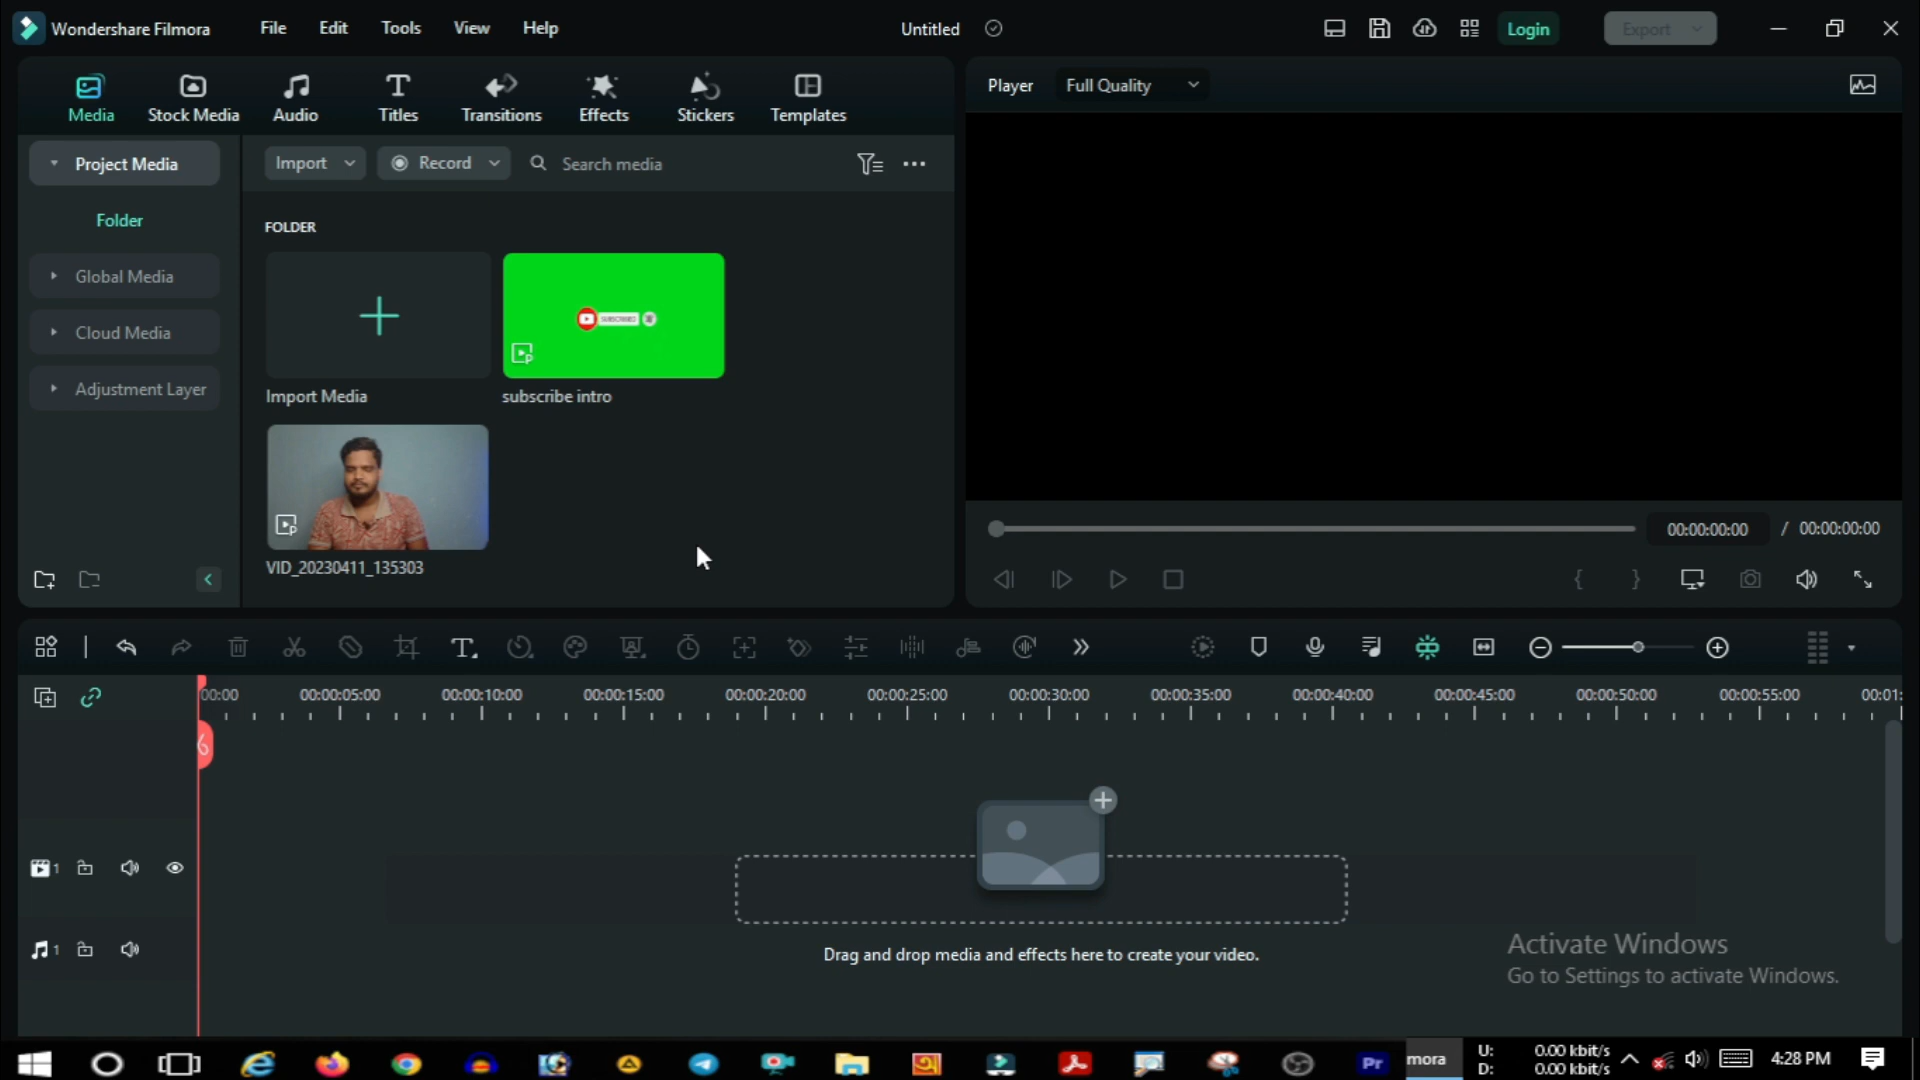 Wondershare Filmora File Edit Tools View Help Untitled Login Export
Media Stock Media Audio Titles Transitions Effects Stickers Templates
Player Full Quality
Project Media
Import Record Search media
Folder
Global Media
Cloud Media
Adjustment Layer
FOLDER
SUBSCRIBED
Import Media subscribe intro
VID_20230411_135303
00:00:00:00 / 00:00:00:00
00:00 00:00:05:00 00:00:10:00 00:00:15:00 00:00:20:00 00:00:25:00 00:00:30:00 00:00:35:00 00:00:40:00 00:00:45:00 00:00:50:00 00:00:55:00 00:01:
1
1
Drag and drop media and effects here to create your video.
Activate Windows
Go to Settings to activate Windows.
Pr mora U: 0.00 kbit/s
D: 0.00 kbit/s
4:28 PM